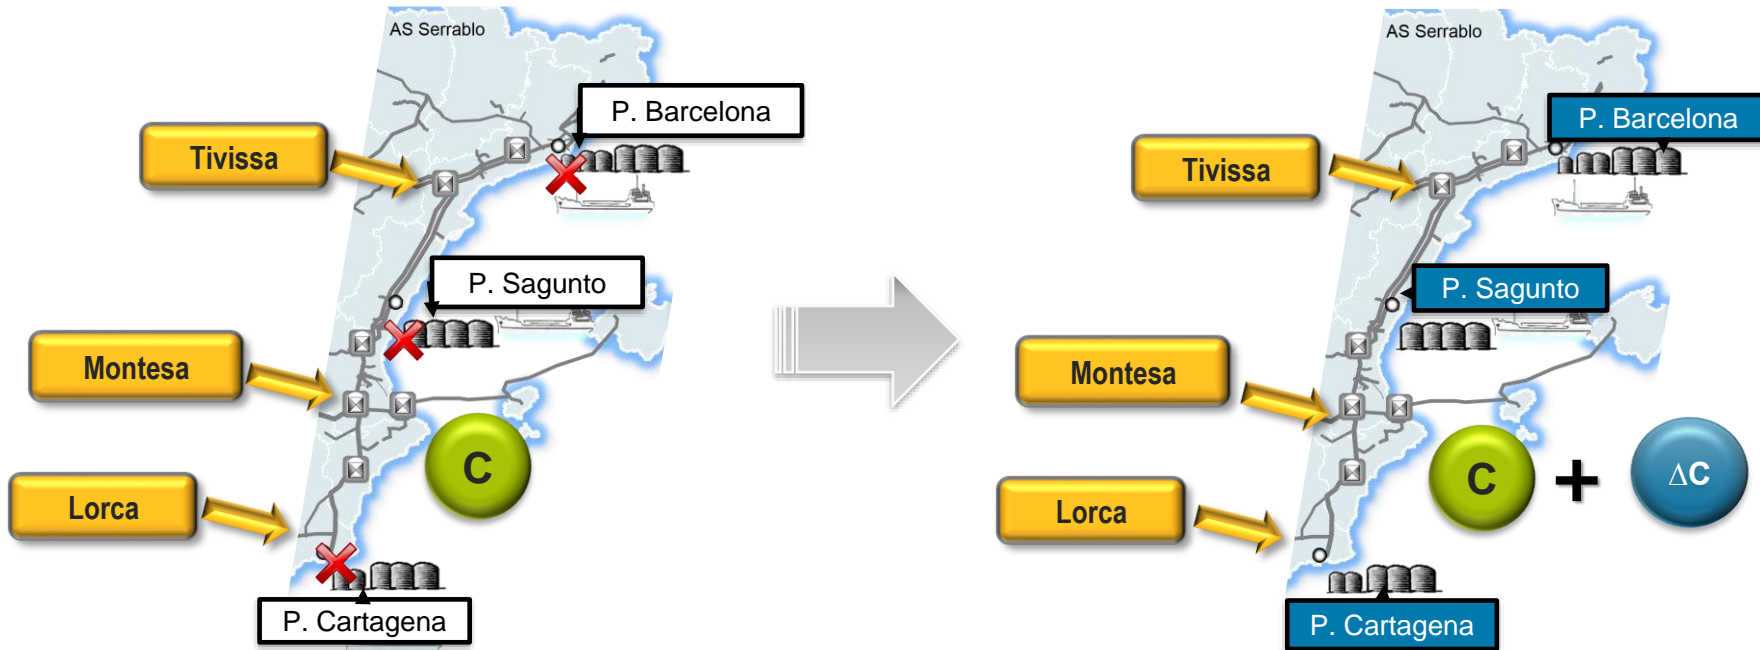 AS Serrablo
P. Barcelona
Tivissa
P. Sagunto
Montesa
C
Lorca
P. Cartagena
AS Serrablo
P. Barcelona
Tivissa
P. Sagunto
Montesa
C + ΔC
Lorca
P. Cartagena